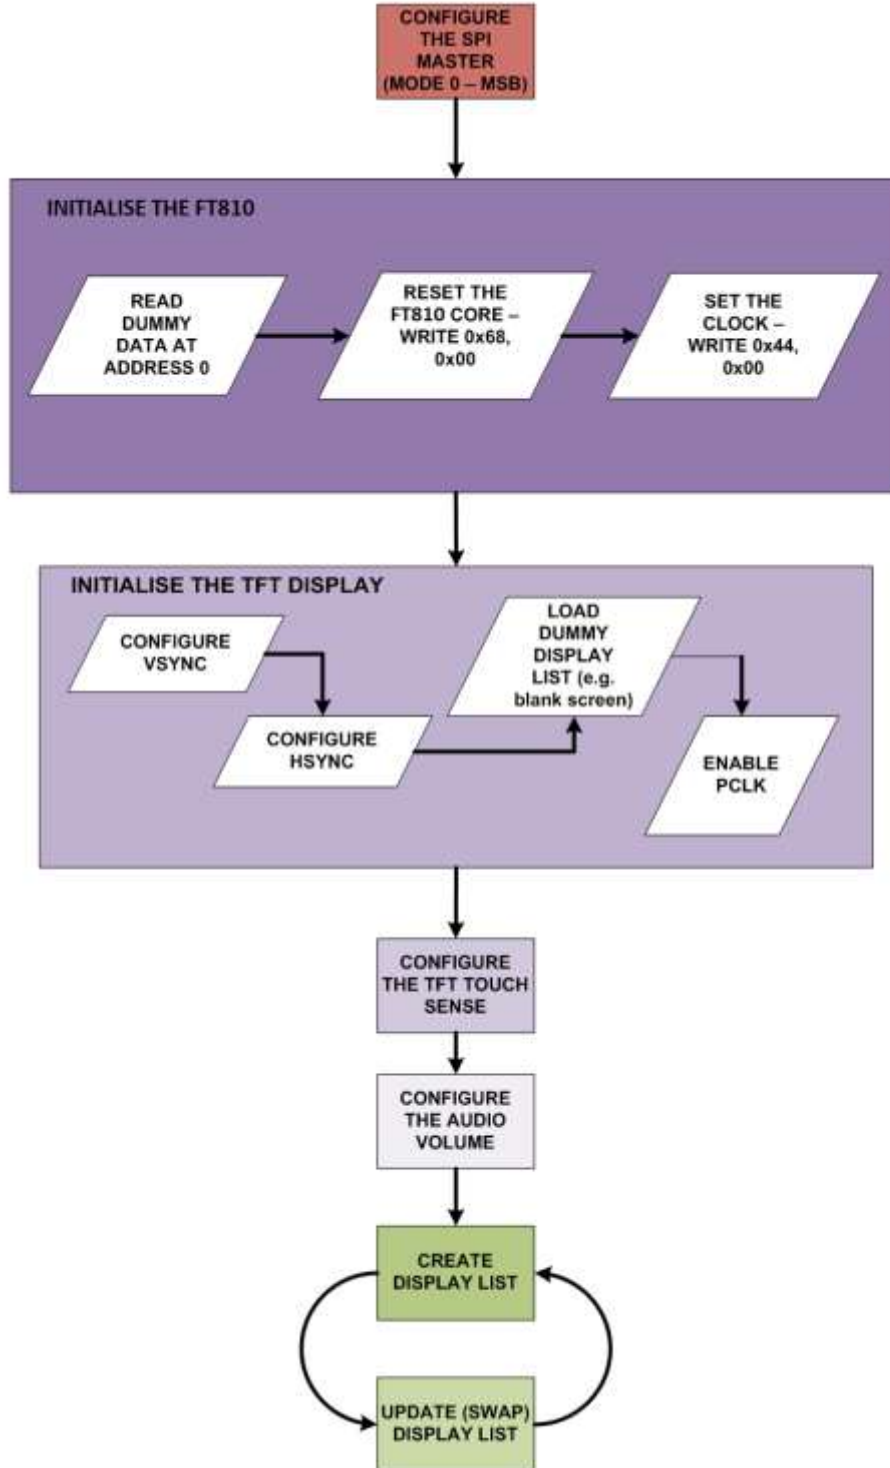 CONFIGURE
THE SPI
MASTER
(MODE 0 – MSB)
INITIALISE THE FT810
READ
DUMMY
DATA AT
ADDRESS 0
RESET THE
FT810 CORE –
WRITE 0x68,
0x00
SET THE
CLOCK –
WRITE 0x44,
0x00
INITIALISE THE TFT DISPLAY
CONFIGURE
VSYNC
CONFIGURE
HSYNC
LOAD
DUMMY
DISPLAY
LIST (e.g.
blank screen)
ENABLE
PCLK
CONFIGURE
THE TFT TOUCH
SENSE
CONFIGURE
THE AUDIO
VOLUME
CREATE
DISPLAY LIST
UPDATE (SWAP)
DISPLAY LIST